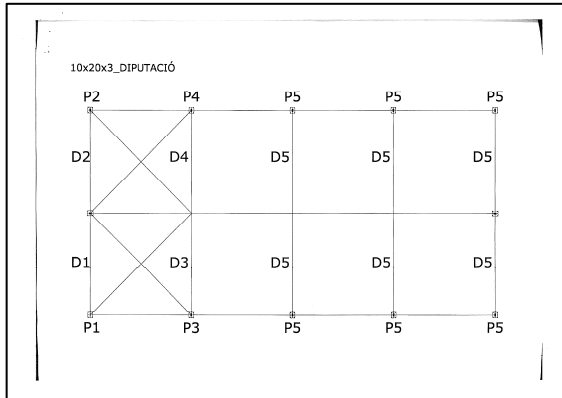 10x20x3_DIPUTACIÓ
P2 P4 P5 P5 P5
D2 D4 D5 D5 D5
D1 D3 D5 D5 D5
P1 P3 P5 P5 P5